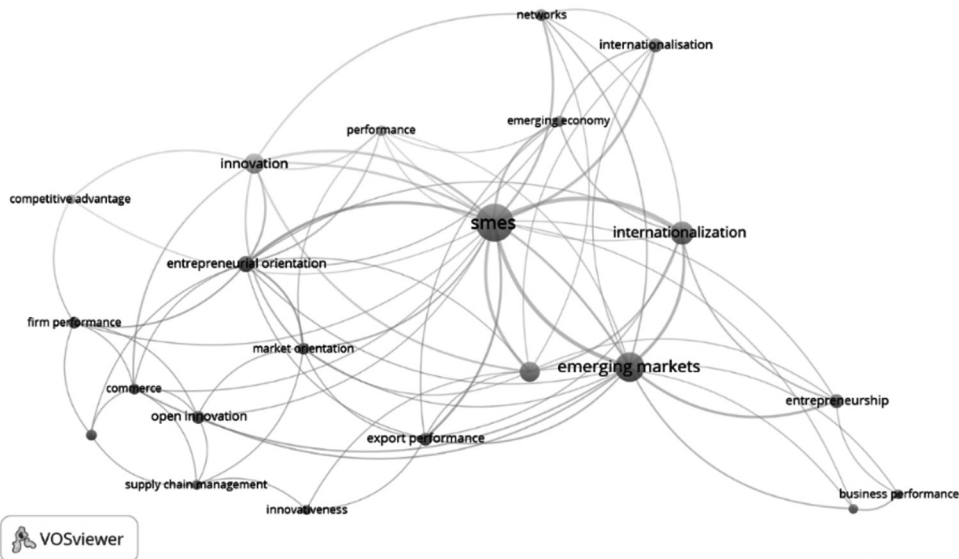 networks
internationalisation
emerging economy
performance
innovation
competitive advantage
smes
internationalization
entrepreneurial orientation
firm performance
market orientation
emerging markets
commerce
entrepreneurship
open innovation
export performance
supply chain management
business performance
innovativeness
VOSviewer